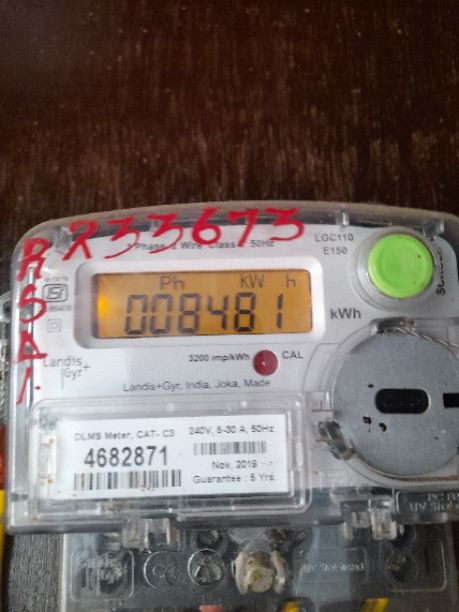 R33673
RSP1
1 Phase 2 Wire Class 1 50Hz
LGC110
E150
Ph kW h
008481
kWh
Landis
Gyr+
3200 imp/kWh
CAL
Landis+Gyr, India, Joka, Made
DLMS Meter, CAT- C3
240V, 5-30 A, 50Hz
4682871
Nov, 2019
Guarantee : 5 Yrs.